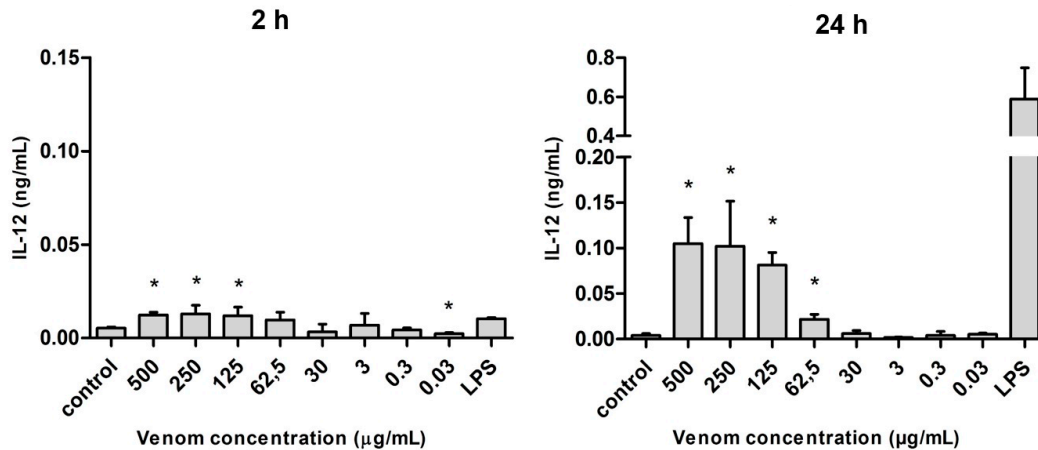 2 h
0.15
0.10
0.05
0.00
IL-12 (ng/mL)
* * * *
control 500 250 125 62,5 30 3 0.3 0.03 LPS
Venom concentration (μg/mL)
24 h
0.8
0.6
0.4
0.20
0.15
0.10
0.05
0.00
IL-12 (ng/mL)
* * * *
control 500 250 125 62,5 30 3 0.3 0.03 LPS
Venom concentration (µg/mL)